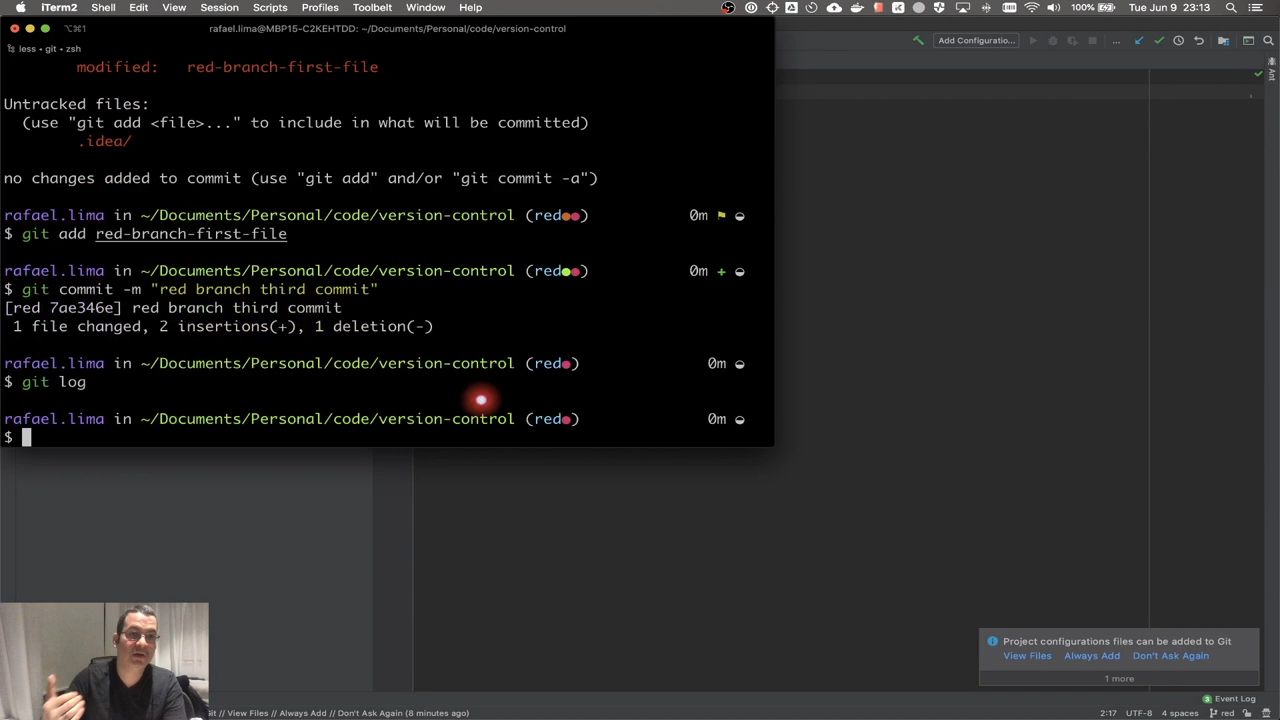 iTerm2 Shell Edit View Session Scripts Profiles Toolbelt Window Help 100% Tue Jun 09 23:13
⌥⌘1 rafael.lima@MBP15-C2KEHTDD: ~/Documents/Personal/code/version-control
less • git • zsh
Add Configuratio...
Ant
modified: red-branch-first-file
Untracked files:
(use "git add <file>..." to include in what will be committed)
.idea/
no changes added to commit (use "git add" and/or "git commit -a")
rafael.lima in ~/Documents/Personal/code/version-control (red) 0m
$ git add red-branch-first-file
rafael.lima in ~/Documents/Personal/code/version-control (red) 0m +
$ git commit -m "red branch third commit"
[red 7ae346e] red branch third commit
1 file changed, 2 insertions(+), 1 deletion(-)
rafael.lima in ~/Documents/Personal/code/version-control (red) 0m
$ git log
rafael.lima in ~/Documents/Personal/code/version-control (red) 0m
$
Project configurations files can be added to Git
View Files Always Add Don't Ask Again
1 more
3 Event Log
Git // View Files // Always Add // Don't Ask Again (8 minutes ago) 2:17 UTF-8 4 spaces red